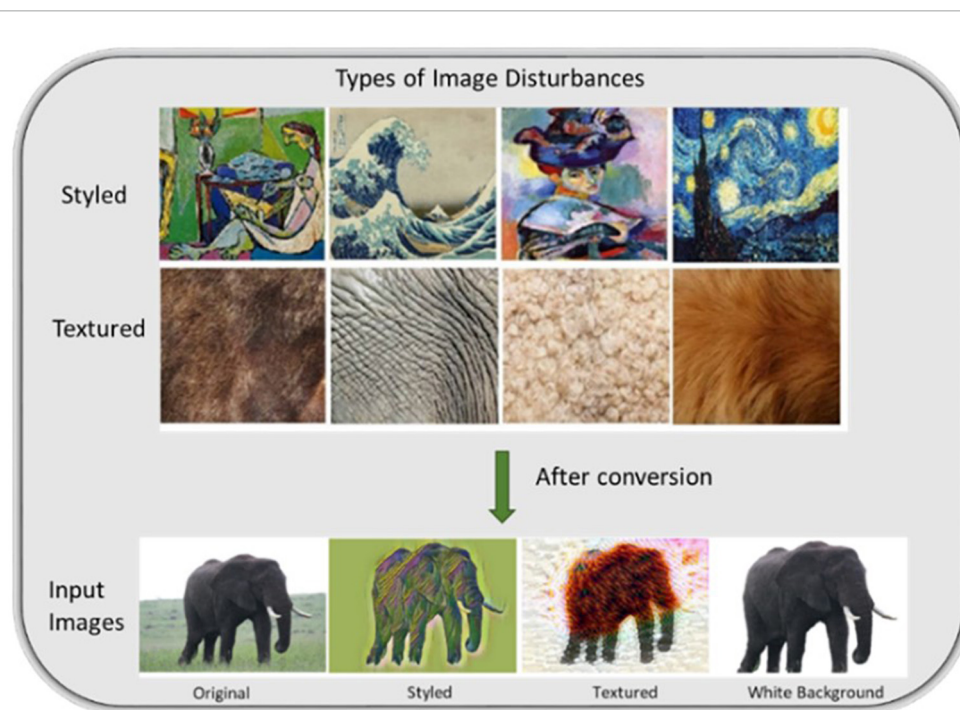 Types of Image Disturbances
Styled
Textured
After conversion
Input
Images
Original
Styled
Textured
White Background